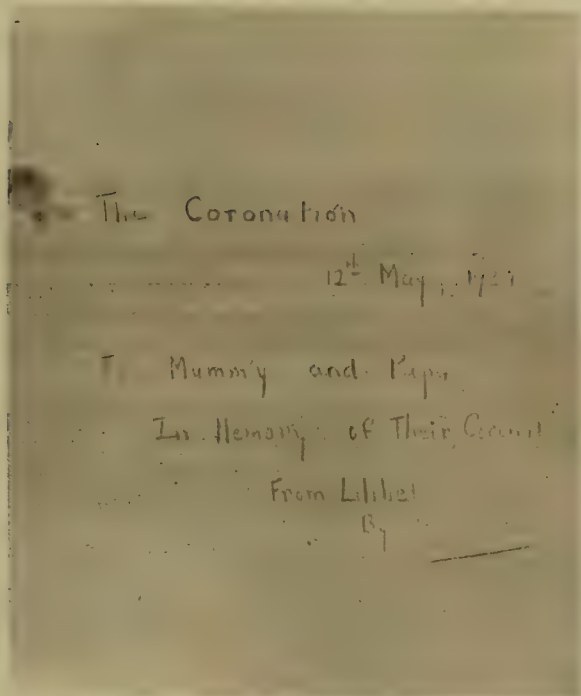 The Coronation
12th May,
To Mummy and Papa
In Memory of Their
From Lilibet
By